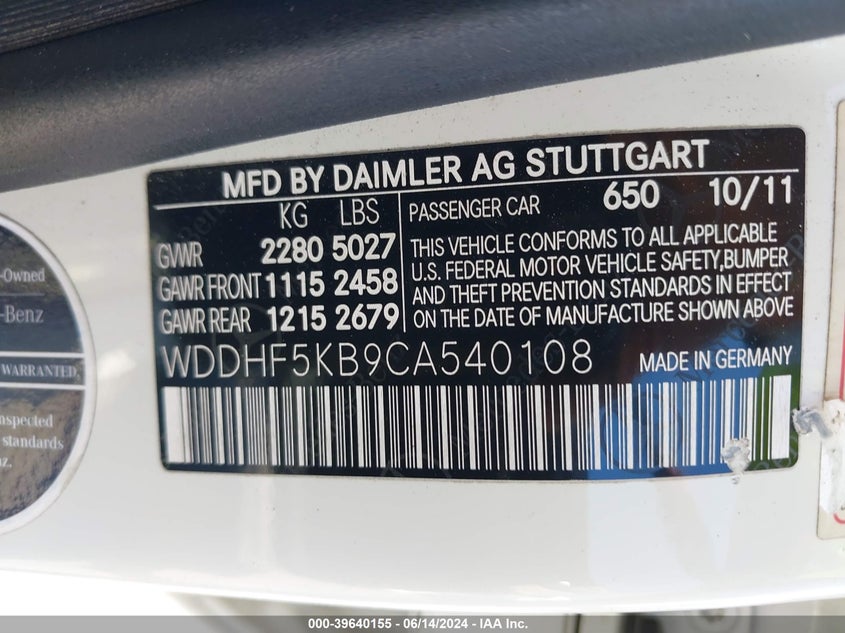 MFD BY DAIMLER AG STUTTGART
KG LBS
GVWR 2280 5027
GAWR FRONT 1115 2458
GAWR REAR 1215 2679
PASSENGER CAR 650 10/11
THIS VEHICLE CONFORMS TO ALL APPLICABLE
U.S. FEDERAL MOTOR VEHICLE SAFETY,BUMPER
AND THEFT PREVENTION STANDARDS IN EFFECT
ON THE DATE OF MANUFACTURE SHOWN ABOVE
WDDHF5KB9CA540108 MADE IN GERMANY
-Owned
-Benz
WARRANTED.
standards
000-39640155 - 06/14/2024 - IAA Inc.